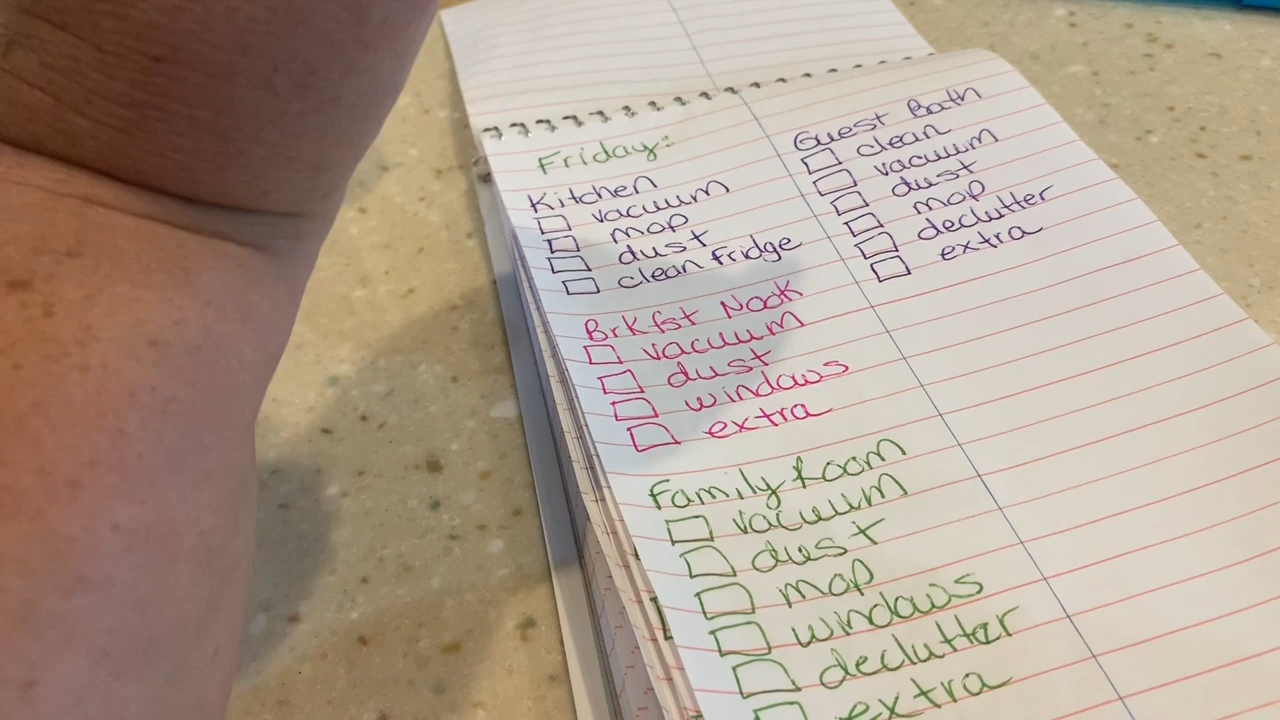 Friday:
Kitchen
vacuum
mop
dust
clean fridge
Brkfst Nook
vacuum
dust
windows
extra
Family Room
vacuum
dust
mop
windows
declutter
extra
Guest Bath
clean
vacuum
dust
mop
declutter
extra